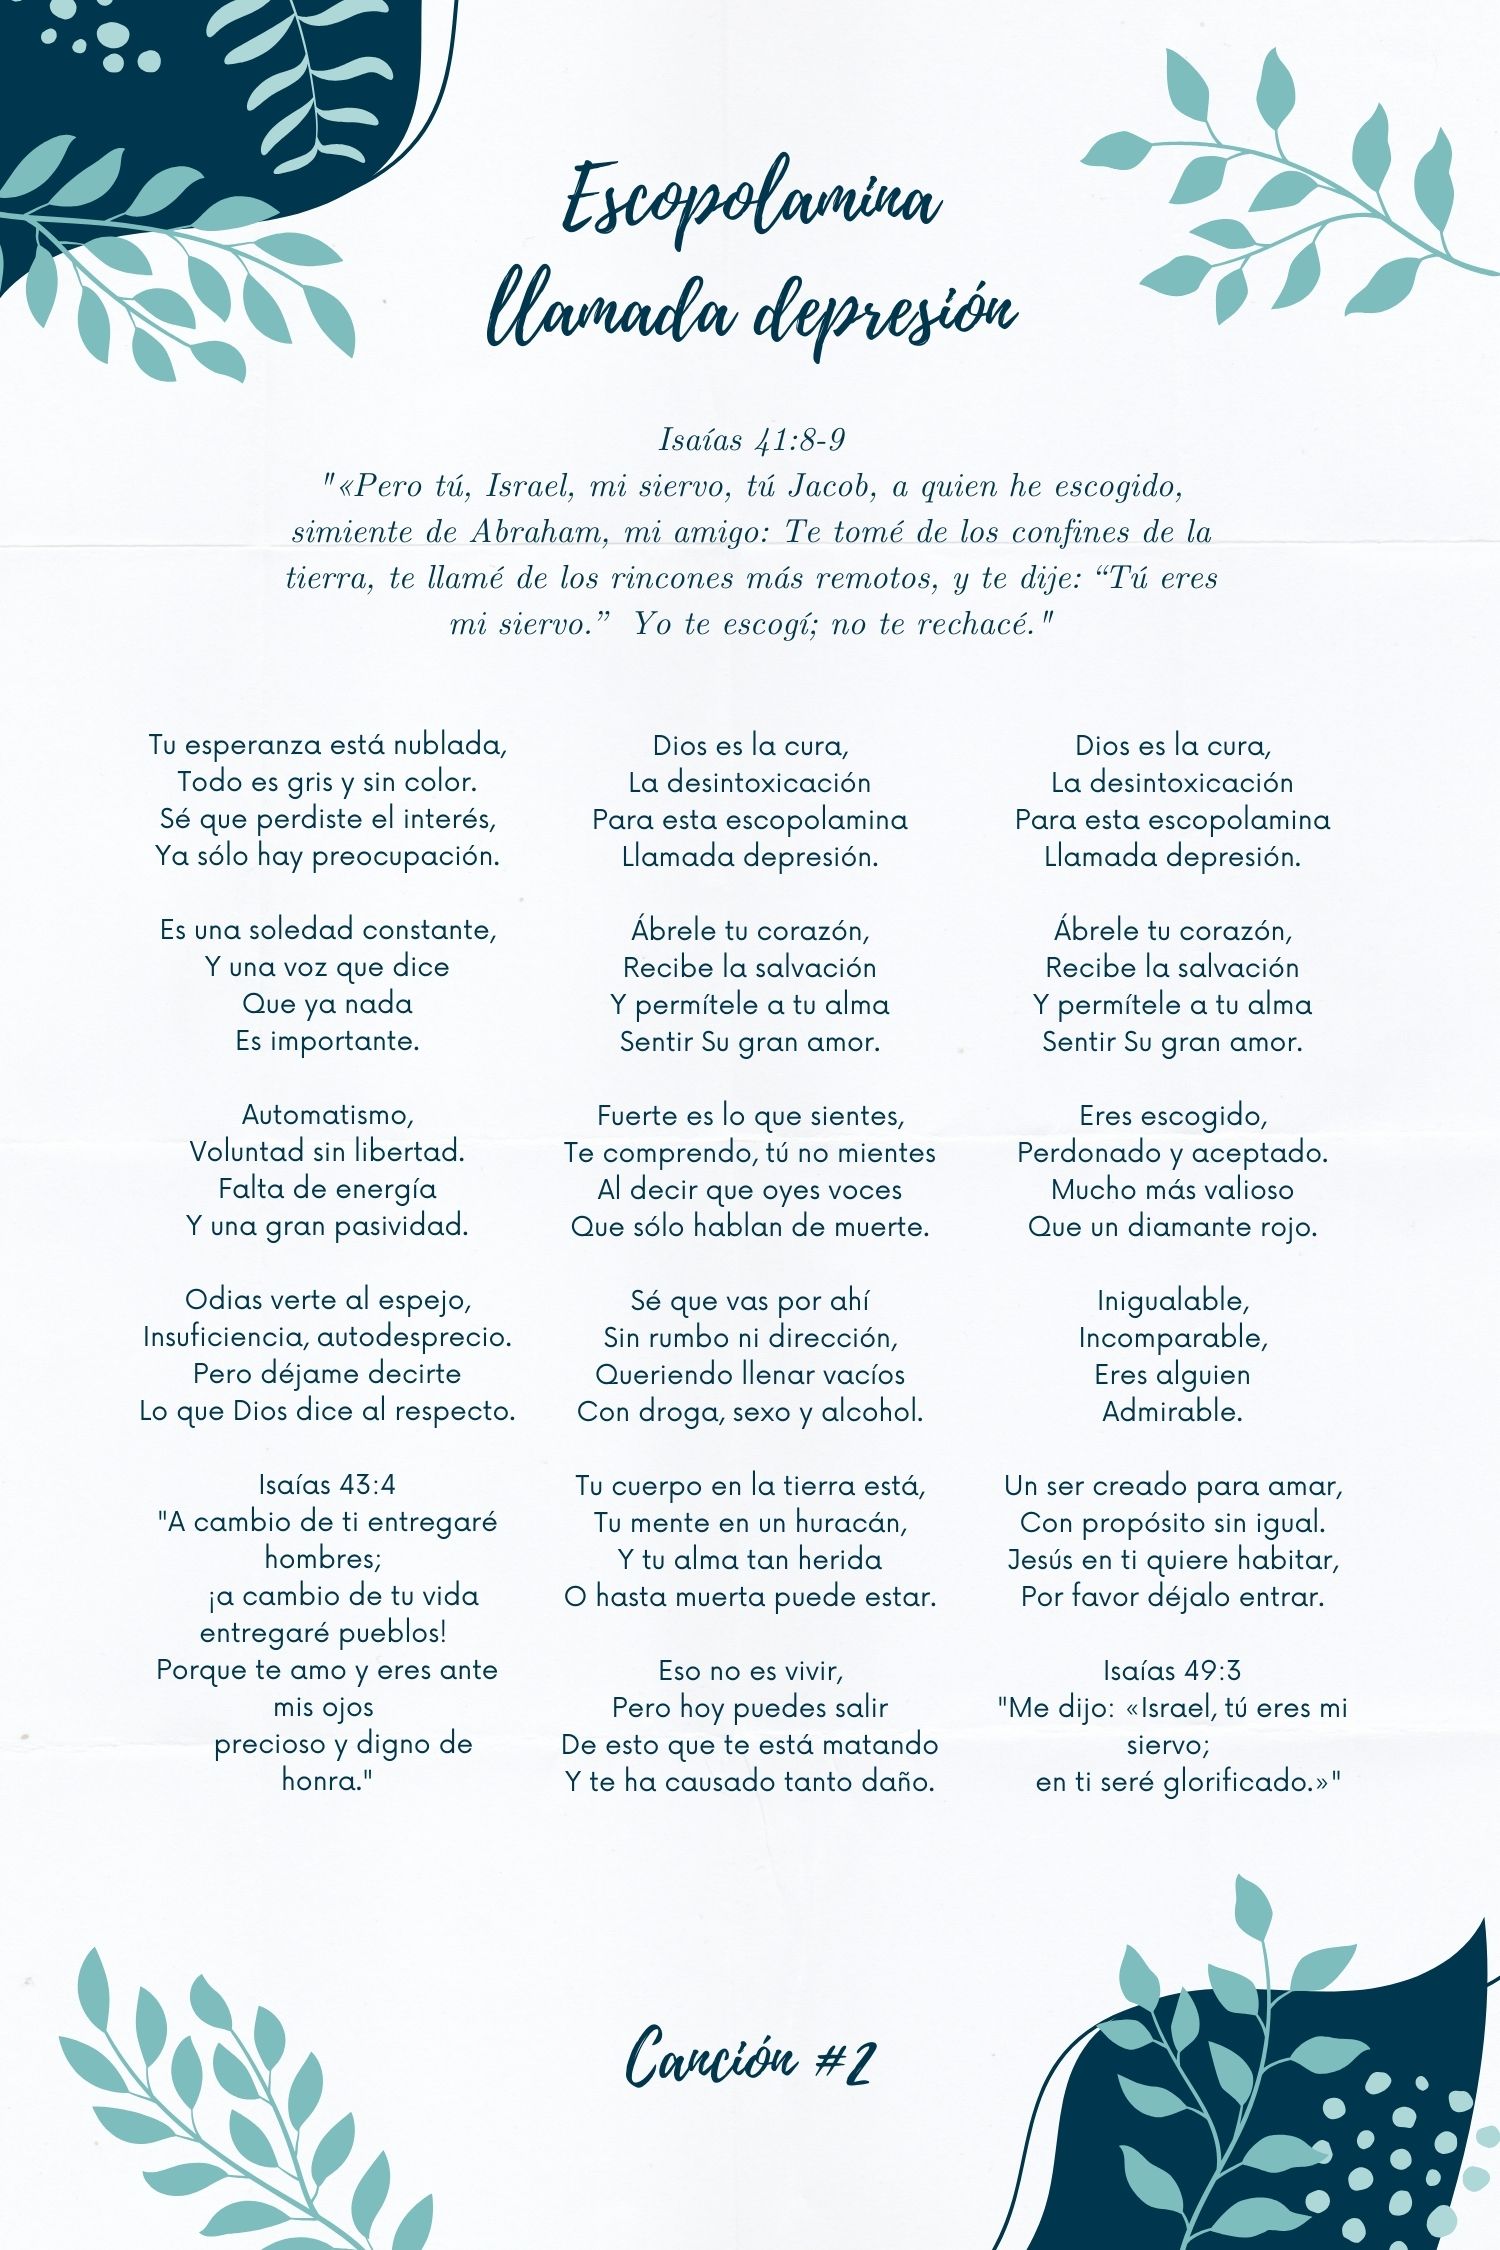 Escopolamina
llamada depresión
Isaías 41:8-9
"«Pero tú, Israel, mi siervo, tú Jacob, a quien he escogido,
simiente de Abraham, mi amigo: Te tomé de los confines de la
tierra, te llamé de los rincones más remotos, y te dije: “Tú eres
mi siervo.” Yo te escogí; no te rechacé."
Tu esperanza está nublada,
Todo es gris y sin color.
Sé que perdiste el interés,
Ya sólo hay preocupación.
Es una soledad constante,
Y una voz que dice
Que ya nada
Es importante.
Automatismo,
Voluntad sin libertad.
Falta de energía
Y una gran pasividad.
Odias verte al espejo,
Insuficiencia, autodesprecio.
Pero déjame decirte
Lo que Dios dice al respecto.
Isaías 43:4
"A cambio de ti entregaré
hombres;
¡a cambio de tu vida
entregaré pueblos!
Porque te amo y eres ante
mis ojos
precioso y digno de
honra."
Dios es la cura,
La desintoxicación
Para esta escopolamina
Llamada depresión.
Ábrele tu corazón,
Recibe la salvación
Y permítele a tu alma
Sentir Su gran amor.
Fuerte es lo que sientes,
Te comprendo, tú no mientes
Al decir que oyes voces
Que sólo hablan de muerte.
Sé que vas por ahí
Sin rumbo ni dirección,
Queriendo llenar vacíos
Con droga, sexo y alcohol.
Tu cuerpo en la tierra está,
Tu mente en un huracán,
Y tu alma tan herida
O hasta muerta puede estar.
Eso no es vivir,
Pero hoy puedes salir
De esto que te está matando
Y te ha causado tanto daño.
Dios es la cura,
La desintoxicación
Para esta escopolamina
Llamada depresión.
Ábrele tu corazón,
Recibe la salvación
Y permítele a tu alma
Sentir Su gran amor.
Eres escogido,
Perdonado y aceptado.
Mucho más valioso
Que un diamante rojo.
Inigualable,
Incomparable,
Eres alguien
Admirable.
Un ser creado para amar,
Con propósito sin igual.
Jesús en ti quiere habitar,
Por favor déjalo entrar.
Isaías 49:3
"Me dijo: «Israel, tú eres mi
siervo;
en ti seré glorificado.»"
Canción #2